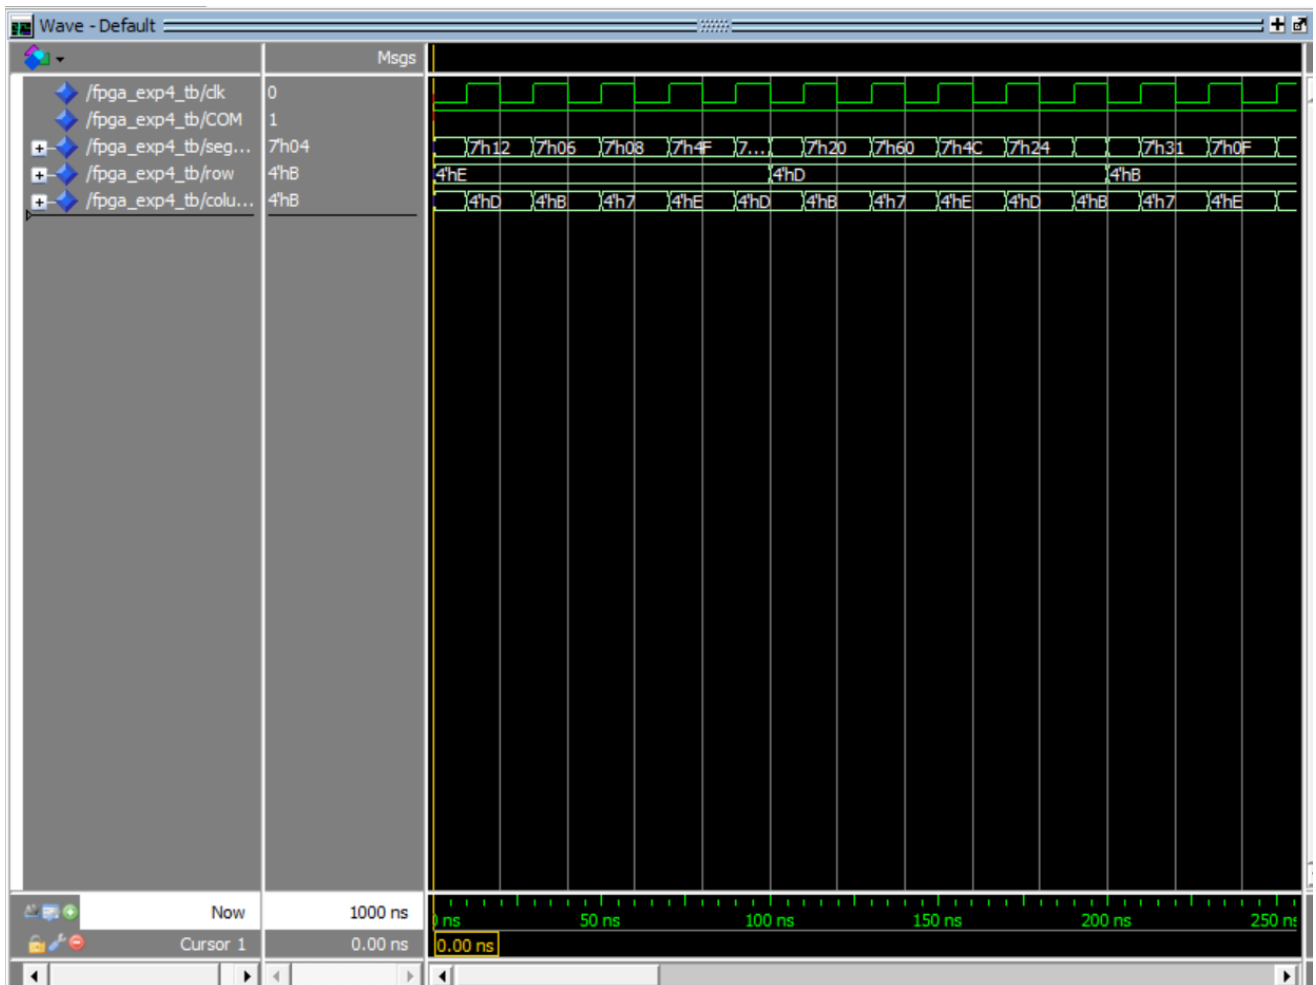 Wave - Default
Msgs
/fpga_exp4_tb/clk 0
/fpga_exp4_tb/COM 1
/fpga_exp4_tb/seg... 7'h04 7'h12 7'h06 7'h08 7'h4F 7... 7'h20 7'h60 7'h4C 7'h24 7'h31 7'h0F
/fpga_exp4_tb/row 4'hB 4'hE 4'hD 4'hB
/fpga_exp4_tb/colu... 4'hB 4'hD 4'hB 4'h7 4'hE 4'hD 4'hB 4'h7 4'hE 4'hD 4'hB 4'h7 4'hE
Now 1000 ns ns 50 ns 100 ns 150 ns 200 ns 250 ns
Cursor 1 0.00 ns 0.00 ns